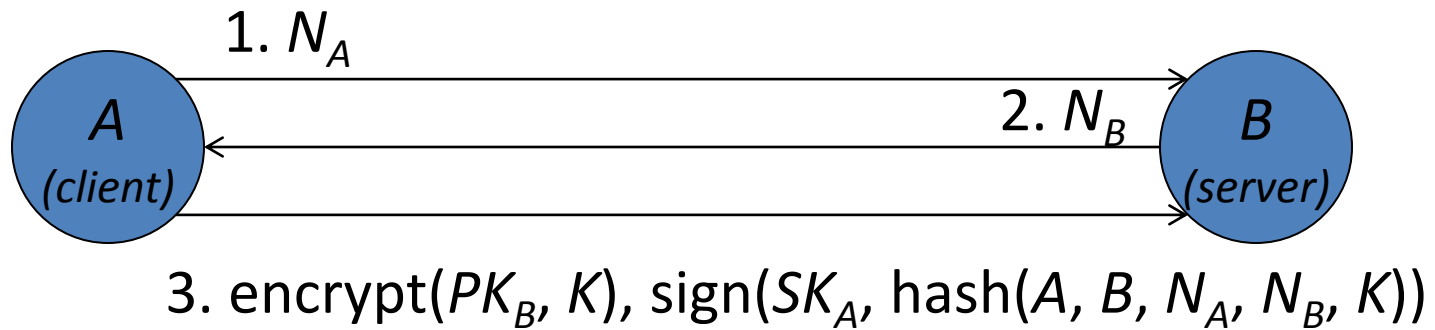 1. N_A
A
(client)
2. N_B
B
(server)
3. encrypt(PK_B, K), sign(SK_A, hash(A, B, N_A, N_B, K))